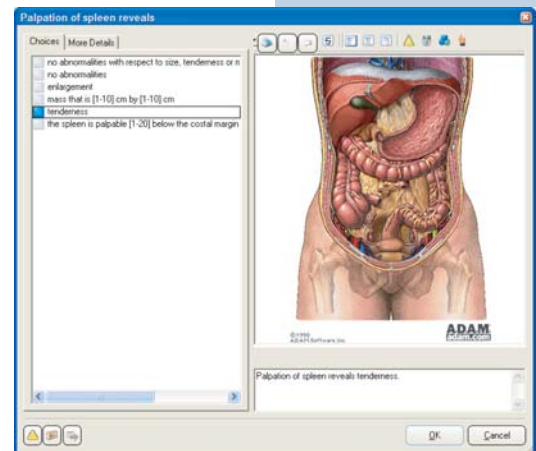 Palpation of spleen reveals
Choices
More Details
no abnormalities with respect to size, tenderness or
no abnormalities
enlargement
mass that is [1-10] cm by [1-10] cm
tenderness
the spleen is palpable [1-20] below the costal margin
ADAM
adam.com
Palpation of spleen reveals tenderness.
OK
Cancel